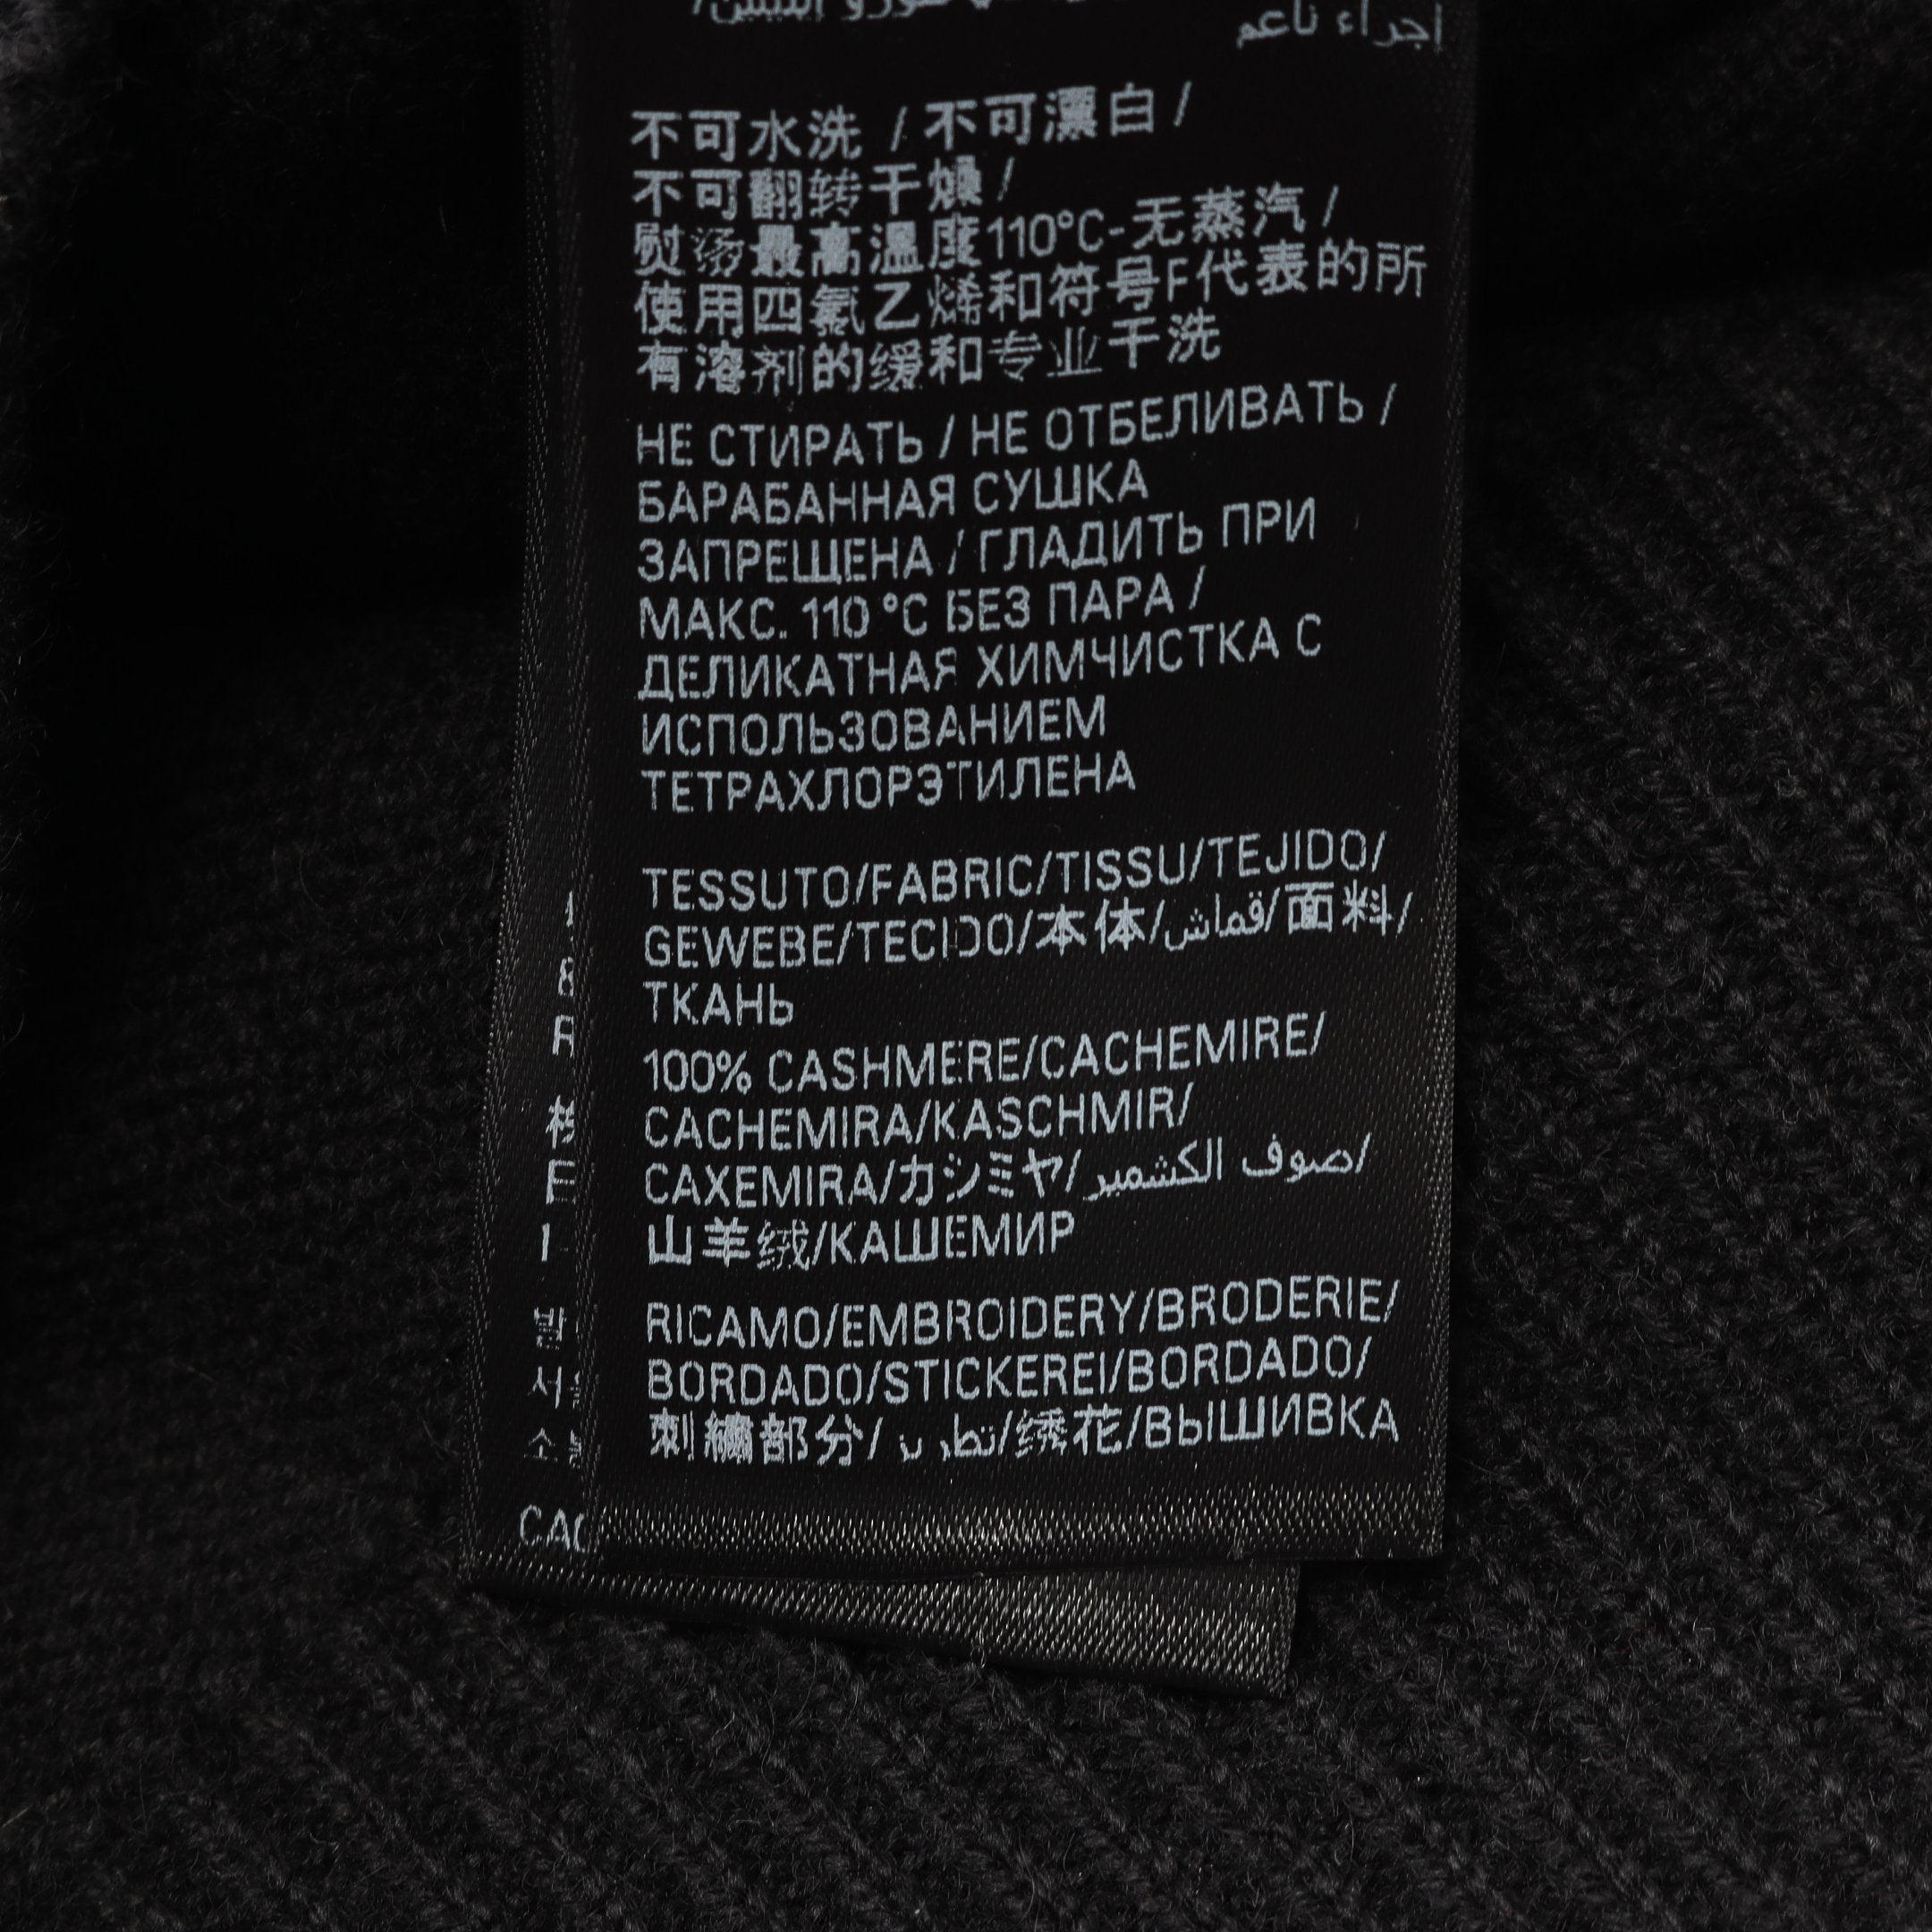 اجراء ناعم
不可水洗 / 不可漂白 /
不可翻转干燥 /
熨烫最高温度110°C-无蒸汽 /
使用四氯乙烯和符号F代表的所
有溶剂的缓和专业干洗
НЕ СТИРАТЬ / НЕ ОТБЕЛИВАТЬ /
БАРАБАННАЯ СУШКА
ЗАПРЕЩЕНА / ГЛАДИТЬ ПРИ
МАКС. 110 °С БЕЗ ПАРА /
ДЕЛИКАТНАЯ ХИМЧИСТКА С
ИСПОЛЬЗОВАНИЕМ
ТЕТРАХЛОРЭТИЛЕНА
TESSUTO/FABRIC/TISSU/TEJIDO/
GEWEBE/TECIDO/本体/قماش/面料/
ТКАНЬ
100% CASHMERE/CACHEMIRE/
CACHEMIRA/KASCHMIR/
CAXEMIRA/カシミヤ/صوف الكشمير/
山羊绒/КАШЕМИР
RICAMO/EMBROIDERY/BRODERIE/
BORDADO/STICKEREI/BORDADO/
刺繍部分/ /绣花/ВЫШИВКА
CA